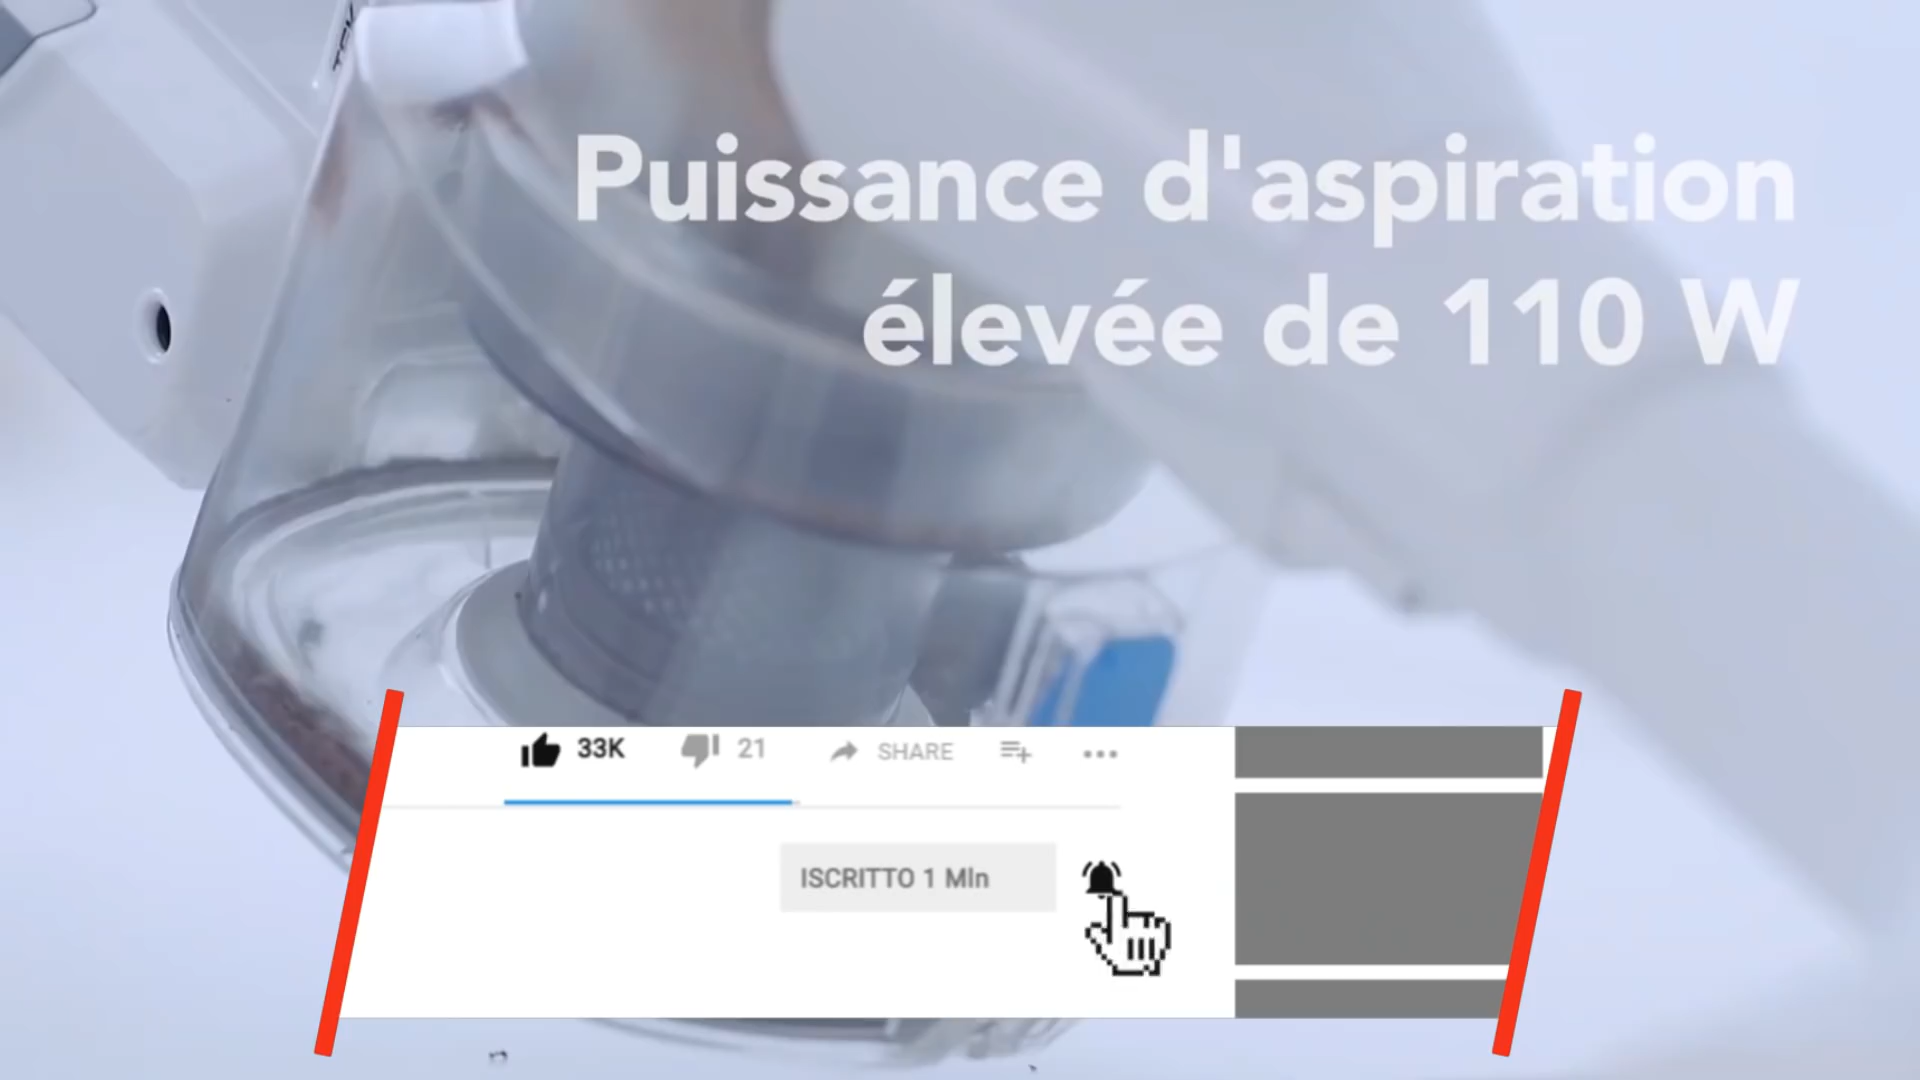 Puissance d'aspiration
élevée de 110 W
33K 21 SHARE
ISCRITTO 1 Mln